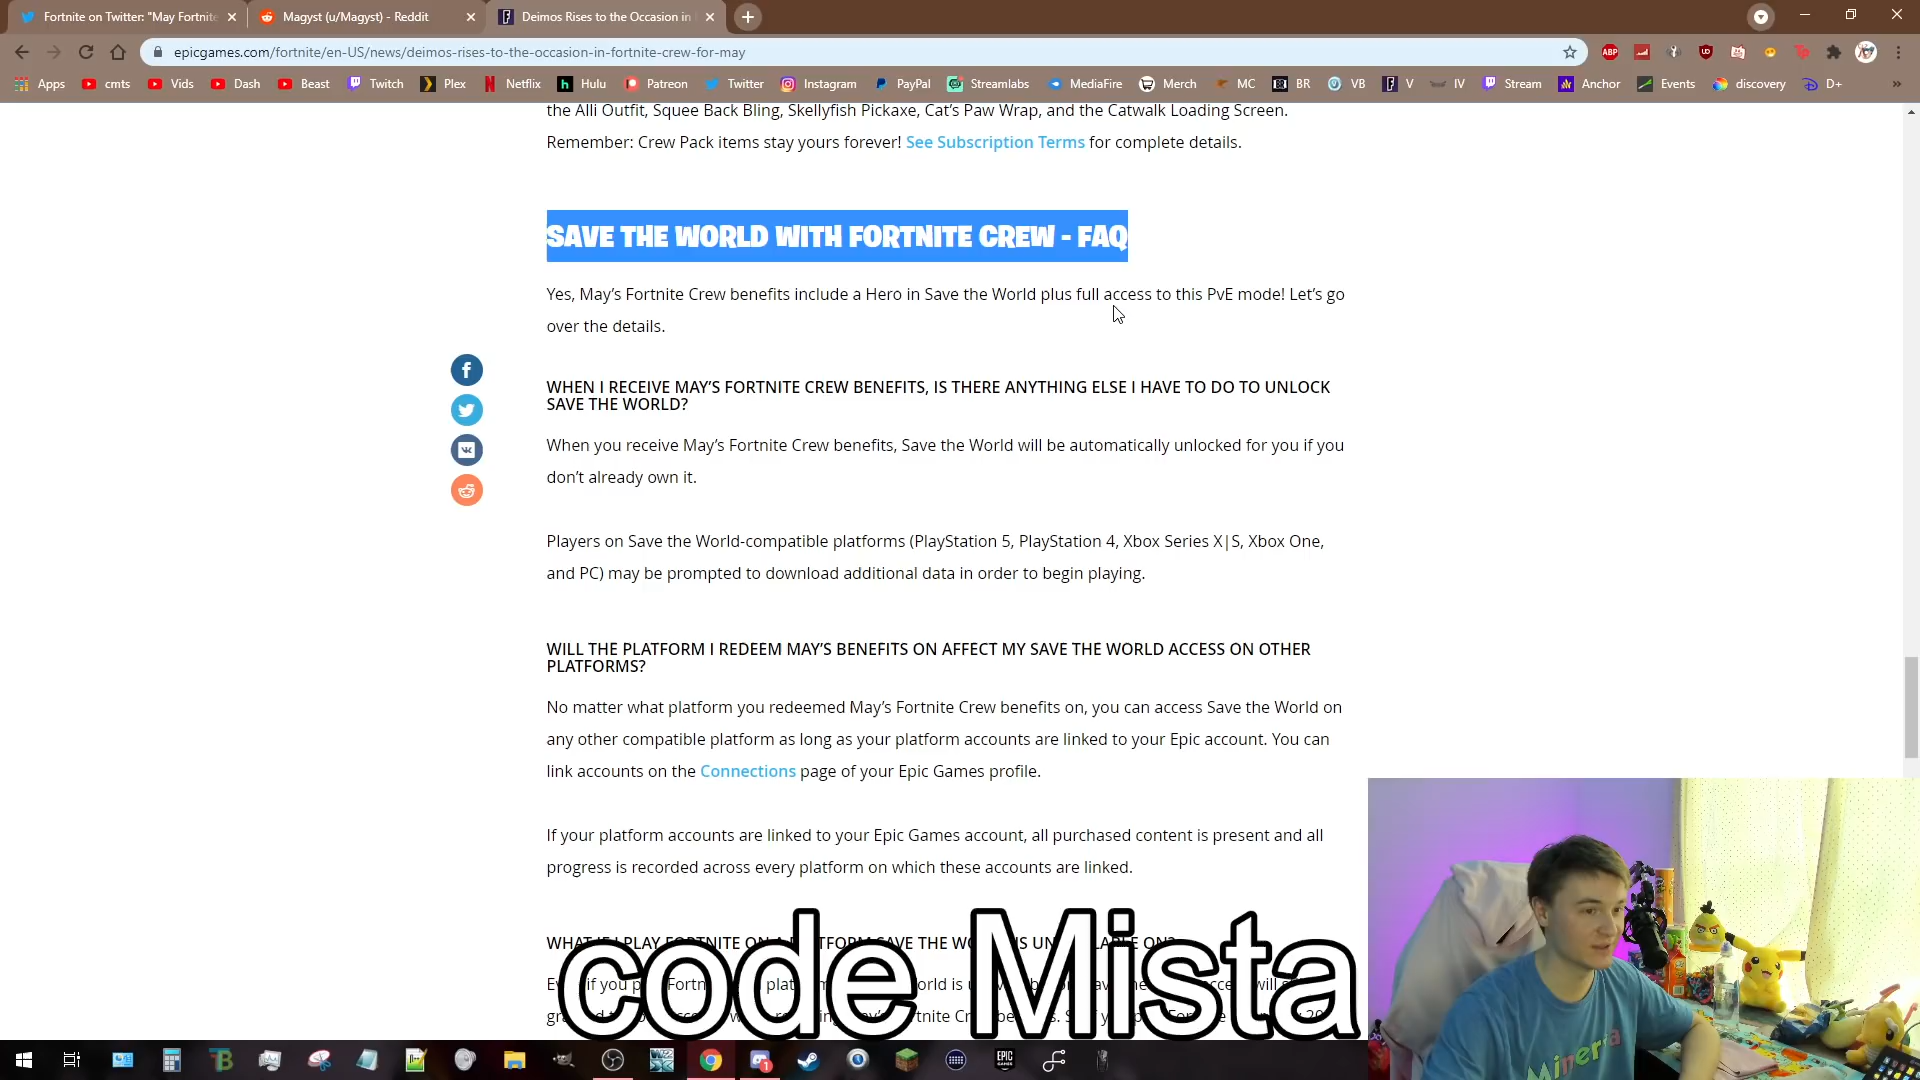 Fortnite on Twitter: "May Fortnite
Magyst (u/Magyst) - Reddit
Deimos Rises to the Occasion in
epicgames.com/fortnite/en-US/news/deimos-rises-to-the-occasion-in-fortnite-crew-for-may
ABP
Apps cmts Vids Dash Beast Twitch Plex Netflix Hulu Patreon Twitter Instagram PayPal Streamlabs MediaFire Merch MC BR VB V IV Stream Anchor Events discovery D+
the Alli Outfit, Squee Back Bling, Skellyfish Pickaxe, Cat's Paw Wrap, and the Catwalk Loading Screen.
Remember: Crew Pack items stay yours forever! See Subscription Terms for complete details.
SAVE THE WORLD WITH FORTNITE CREW - FAQ
Yes, May's Fortnite Crew benefits include a Hero in Save the World plus full access to this PvE mode! Let's go
over the details.
WHEN I RECEIVE MAY'S FORTNITE CREW BENEFITS, IS THERE ANYTHING ELSE I HAVE TO DO TO UNLOCK
SAVE THE WORLD?
When you receive May's Fortnite Crew benefits, Save the World will be automatically unlocked for you if you
don't already own it.
Players on Save the World-compatible platforms (PlayStation 5, PlayStation 4, Xbox Series X|S, Xbox One,
and PC) may be prompted to download additional data in order to begin playing.
WILL THE PLATFORM I REDEEM MAY'S BENEFITS ON AFFECT MY SAVE THE WORLD ACCESS ON OTHER
PLATFORMS?
No matter what platform you redeemed May's Fortnite Crew benefits on, you can access Save the World on
any other compatible platform as long as your platform accounts are linked to your Epic account. You can
link accounts on the Connections page of your Epic Games profile.
If your platform accounts are linked to your Epic Games account, all purchased content is present and all
progress is recorded across every platform on which these accounts are linked.
code Mista
Minerra
EPIC
GAMES